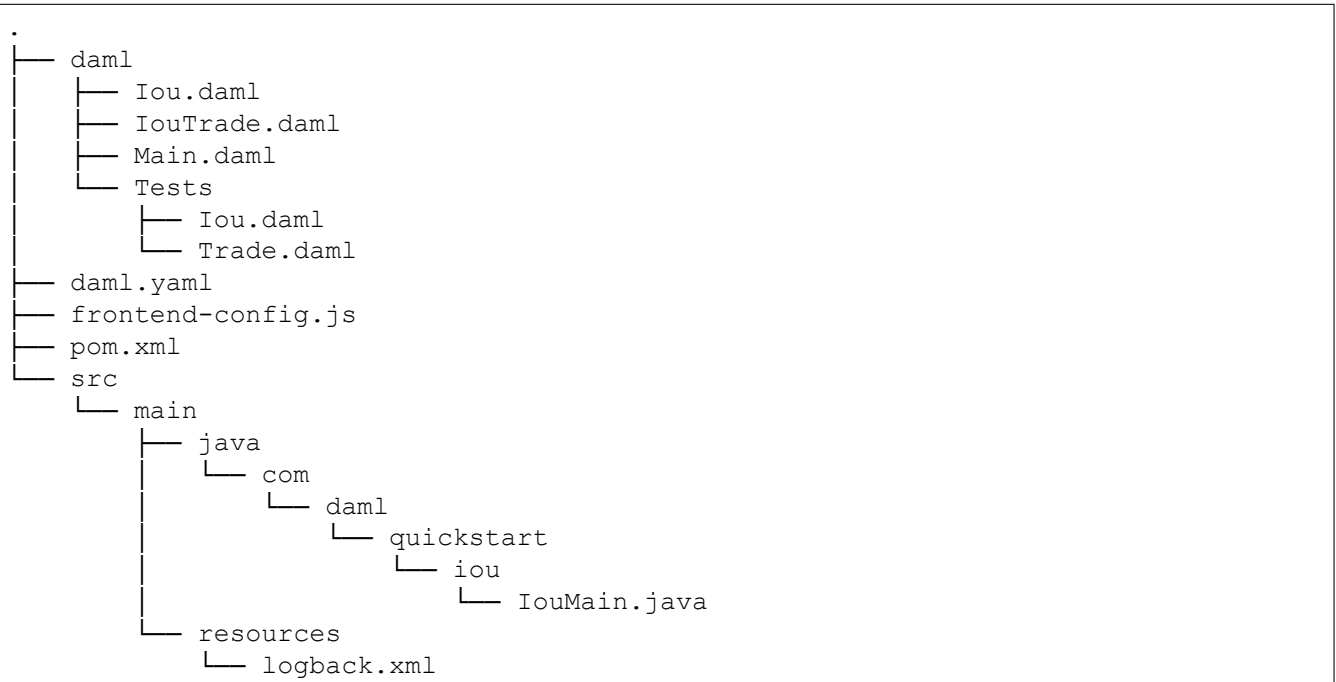 .
├── daml
│   ├── Iou.daml
│   ├── IouTrade.daml
│   ├── Main.daml
│   └── Tests
│       ├── Iou.daml
│       └── Trade.daml
├── daml.yaml
├── frontend-config.js
├── pom.xml
└── src
    └── main
        ├── java
        │   └── com
        │       └── daml
        │           └── quickstart
        │               └── iou
        │                   └── IouMain.java
        └── resources
            └── logback.xml